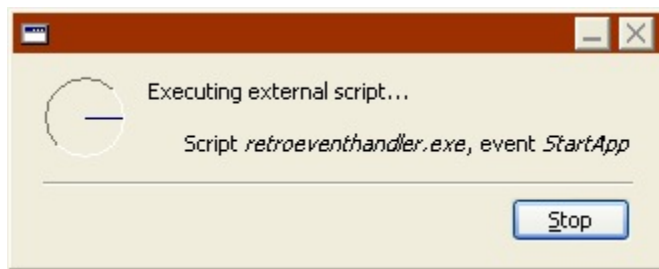 Executing external script...
Script retroeventhandler.exe, event StartApp
Stop